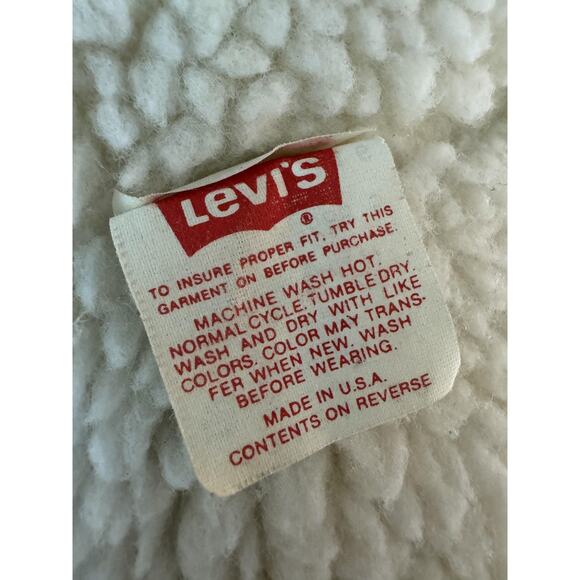 Levi's
®
TO INSURE PROPER FIT, TRY THIS
GARMENT ON BEFORE PURCHASE.
MACHINE WASH HOT.
NORMAL CYCLE. TUMBLE DRY.
WASH AND DRY WITH LIKE
COLORS. COLOR MAY TRANS-
FER WHEN NEW. WASH
BEFORE WEARING.
MADE IN U.S.A.
CONTENTS ON REVERSE